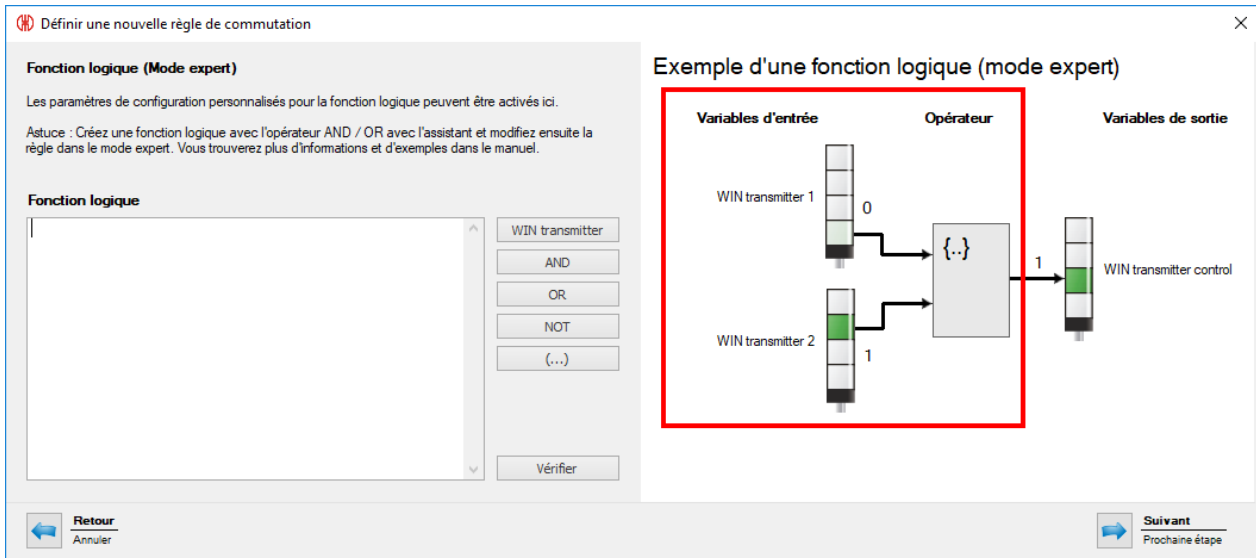 Définir une nouvelle règle de commutation
Fonction logique (Mode expert)
Les paramètres de configuration personnalisés pour la fonction logique peuvent être activés ici.
Astuce : Créez une fonction logique avec l'opérateur AND / OR avec l'assistant et modifiez ensuite la
règle dans le mode expert. Vous trouverez plus d'informations et d'exemples dans le manuel.
Fonction logique
WIN transmitter
AND
OR
NOT
(...)
Vérifier
Exemple d'une fonction logique (mode expert)
Variables d'entrée
Opérateur
Variables de sortie
WIN transmitter 1
0
{..}
1
WIN transmitter control
WIN transmitter 2
1
Retour
Annuler
Suivant
Prochaine étape